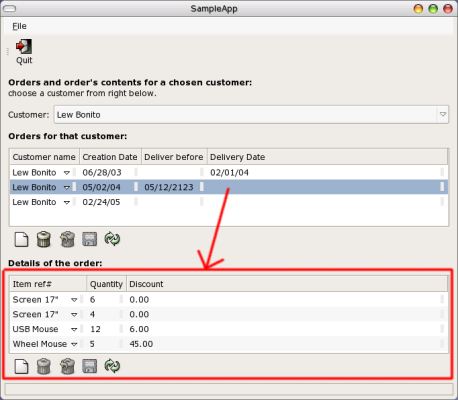 SampleApp
File
Quit
Orders and order's contents for a chosen customer:
choose a customer from right below.
Customer: Lew Bonito
Orders for that customer:
Customer name Creation Date Deliver before Delivery Date
Lew Bonito 06/28/03 02/01/04
Lew Bonito 05/02/04 05/12/2123
Lew Bonito 02/24/05
Details of the order:
Item ref# Quantity Discount
Screen 17" 6 0.00
Screen 17" 4 0.00
USB Mouse 12 6.00
Wheel Mouse 5 45.00